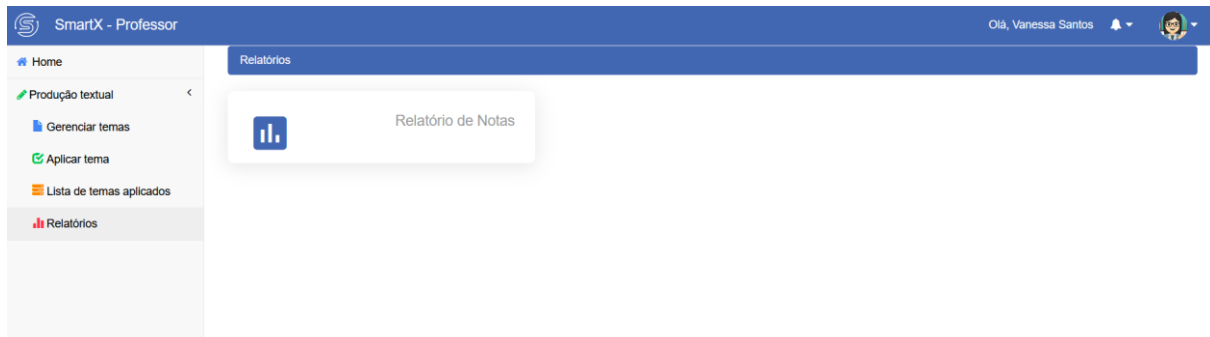 SmartX - Professor
Olá, Vanessa Santos
Home
Produção textual
Gerenciar temas
Aplicar tema
Lista de temas aplicados
Relatórios
Relatórios
Relatório de Notas